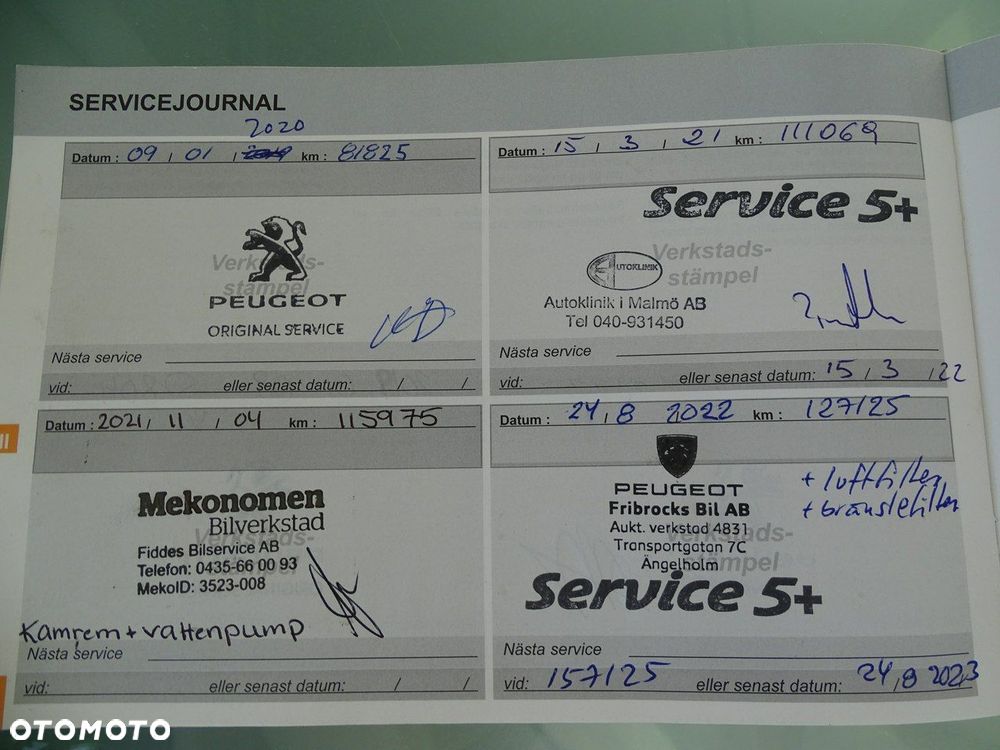 SERVICEJOURNAL
2020
Datum: 09 / 01 / 2019 km: 81825
Verkstads-
stämpel
PEUGEOT
ORIGINAL SERVICE
Nästa service
vid: eller senast datum: / /
Datum: 15 / 3 / 21 km: 111069
Service 5+
Verkstads-
stämpel
AUTOKLINIK
Autoklinik i Malmö AB
Tel 040-931450
Nästa service
vid: eller senast datum: 15 / 3 / 22
Datum: 2021 / 11 / 04 km: 115975
Mekonomen
Bilverkstad
Fiddes Bilservice AB
Telefon: 0435-66 00 93
MekoID: 3523-008
Kamrem + vattenpump
Nästa service
vid: eller senast datum: / /
Datum: 24 / 8 2022 km: 127125
PEUGEOT
Fribrocks Bil AB
Aukt. verkstad 4831
Transportgatan 7C
Ängelholm
Service 5+
+ luftfilter
+ bränslefilter
Nästa service
vid: 157125 eller senast datum: 24 / 8 2023
OTOMOTO